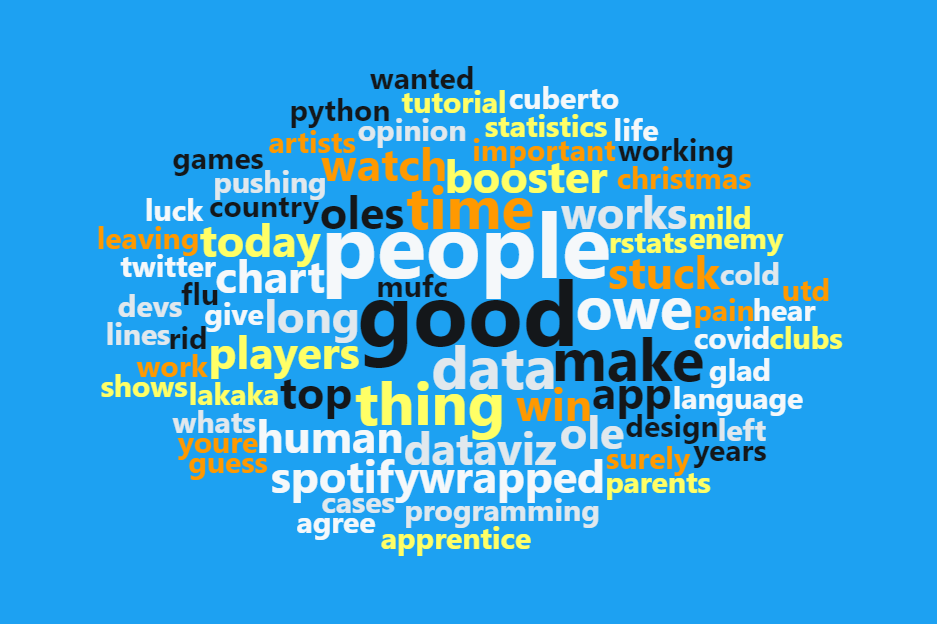 wanted
tutorial cuberto
python
opinion statistics life
artists important working
games watch booster christmas
pushing
luck country oles time works mild
leaving today people rstats enemy
twitter chart stuck cold
devs flu mufc utd
give long good owe pain hear
lines rid covid clubs
work players data make glad
shows lakaka top thing win app language
whats human ole design left
youre dataviz years
guess surely
spotifywrapped parents
cases programming
agree
apprentice